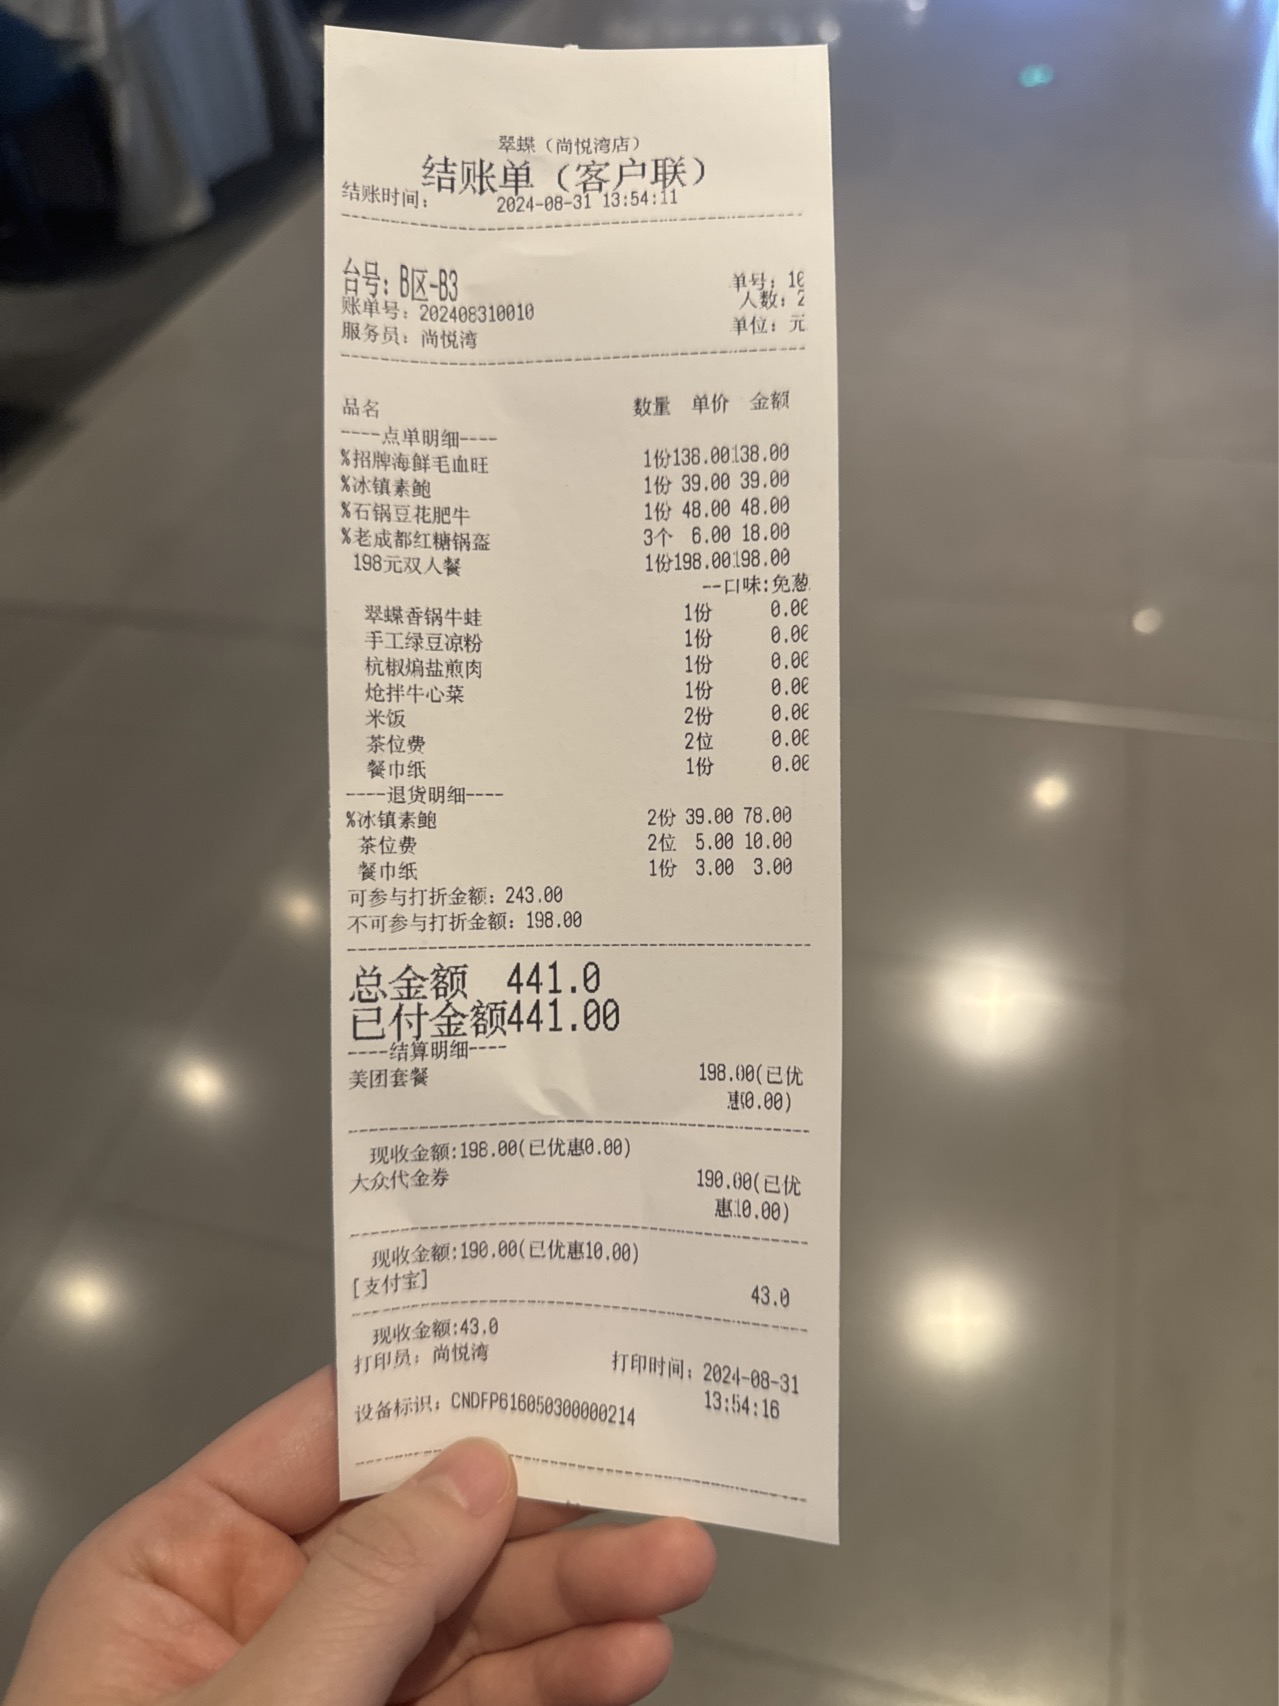 翠蝶（尚悦湾店）
结账单（客户联）
结账时间： 2024-08-31 13:54:11
台号：B区-B3
单号：10
人数：2
账单号：202408310010
服务员：尚悦湾
单位：元
品名 数量 单价 金额
----点单明细----
%招牌海鲜毛血旺 1份138.00138.00
%冰镇素鲍 1份 39.00 39.00
%石锅豆花肥牛 1份 48.00 48.00
%老成都红糖锅盔 3个 6.00 18.00
198元双人餐 1份198.00198.00
--口味:免葱
翠蝶香锅牛蛙 1份 0.00
手工绿豆凉粉 1份 0.00
杭椒煸盐煎肉 1份 0.00
炝拌牛心菜 1份 0.00
米饭 2份 0.00
茶位费 2位 0.00
餐巾纸 1份 0.00
----退货明细----
%冰镇素鲍 2份 39.00 78.00
茶位费 2位 5.00 10.00
餐巾纸 1份 3.00 3.00
可参与打折金额：243.00
不可参与打折金额：198.00
总金额 441.0
已付金额441.00
----结算明细----
美团套餐 198.00(已优
惠0.00)
现收金额:198.00(已优惠0.00)
大众代金券 190.00(已优
惠10.00)
现收金额:190.00(已优惠10.00)
[支付宝] 43.0
现收金额:43.0
打印员：尚悦湾 打印时间：2024-08-31
13:54:16
设备标识：CNDFP616050300000214